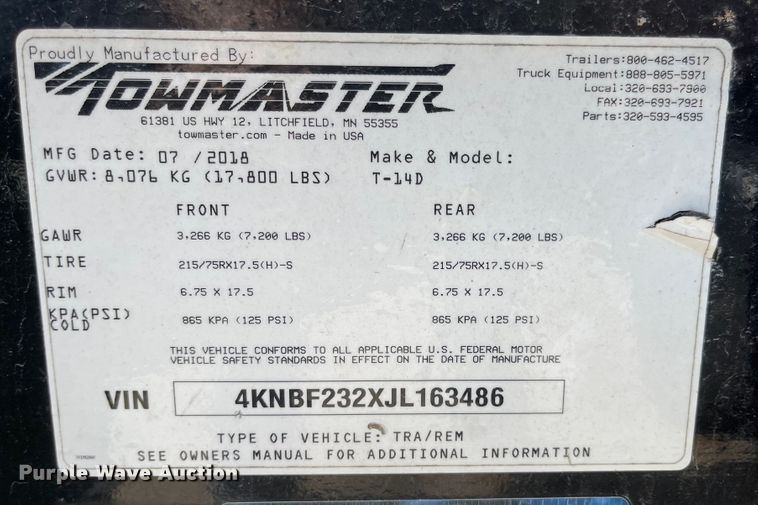 Proudly Manufactured By:
TOWMASTER
61381 US HWY 12, LITCHFIELD, MN 55355
towmaster.com - Made in USA
Trailers:800-462-4517
Truck Equipment:888-805-5971
Local:320-693-7900
FAX:320-693-7921
Parts:320-593-4595
MFG Date: 07 /2018
Make & Model:
GVWR: 8,076 KG (17,800 LBS)
T-14D
FRONT
REAR
GAWR 3,266 KG (7,200 LBS) 3,266 KG (7,200 LBS)
TIRE 215/75RX17.5(H)-S 215/75RX17.5(H)-S
RIM 6.75 X 17.5 6.75 X 17.5
KPA(PSI) COLD 865 KPA (125 PSI) 865 KPA (125 PSI)
THIS VEHICLE CONFORMS TO ALL APPLICABLE U.S. FEDERAL MOTOR
VEHICLE SAFETY STANDARDS IN EFFECT ON THE DATE OF MANUFACTURE
VIN 4KNBF232XJL163486
TYPE OF VEHICLE: TRA/REM
SEE OWNERS MANUAL FOR ADDITIONAL INFORMATION
Purple Wave Auction